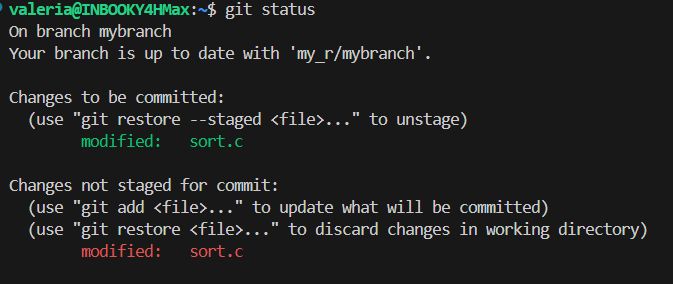 valeria@INBOOKY4HMax:~$ git status
On branch mybranch
Your branch is up to date with 'my_r/mybranch'.

Changes to be committed:
  (use "git restore --staged <file>..." to unstage)
        modified:   sort.c

Changes not staged for commit:
  (use "git add <file>..." to update what will be committed)
  (use "git restore <file>..." to discard changes in working directory)
        modified:   sort.c